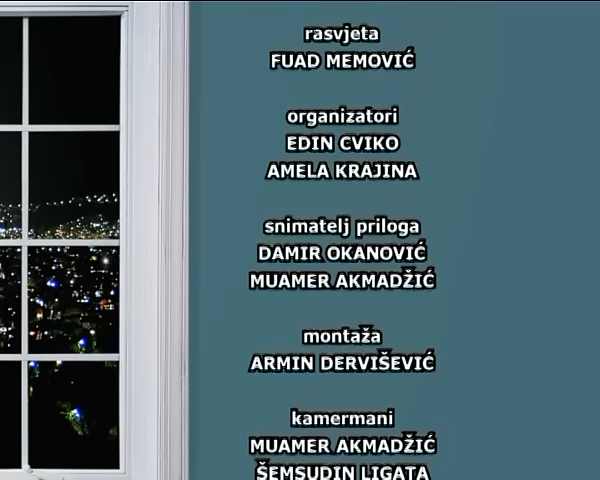 rasvjeta
FUAD MEMOVIĆ
organizatori
EDIN CVIKO
AMELA KRAJINA
snimatelj priloga
DAMIR OKANOVIĆ
MUAMER AKMADŽIĆ
montaža
ARMIN DERVIŠEVIĆ
kamermani
MUAMER AKMADŽIĆ
ŠEMSUDIN LIGATA